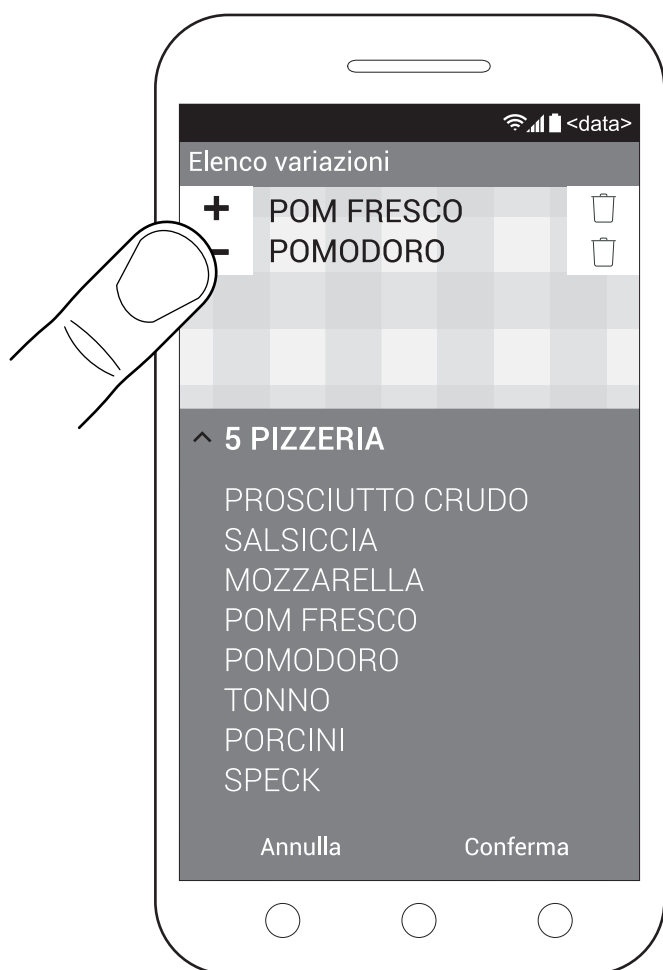 <data>
Elenco variazioni
+ POM FRESCO
- POMODORO
5 PIZZERIA
PROSCIUTTO CRUDO
SALSICCIA
MOZZARELLA
POM FRESCO
POMODORO
TONNO
PORCINI
SPECK
Annulla Conferma